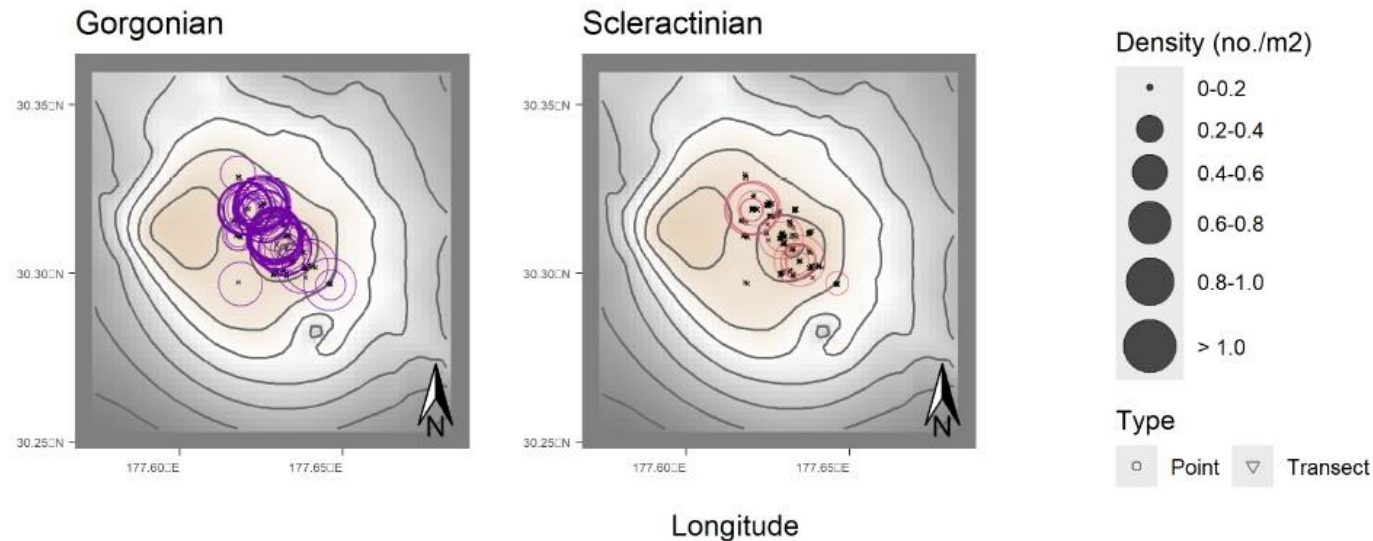 Gorgonian
Scleractinian
30.35□N
30.30□N
30.25□N
177.60□E
177.65□E
N
30.35□N
30.30□N
30.25□N
177.60□E
177.65□E
N
Longitude
Density (no./m2)
0-0.2
0.2-0.4
0.4-0.6
0.6-0.8
0.8-1.0
> 1.0
Type
Point
Transect